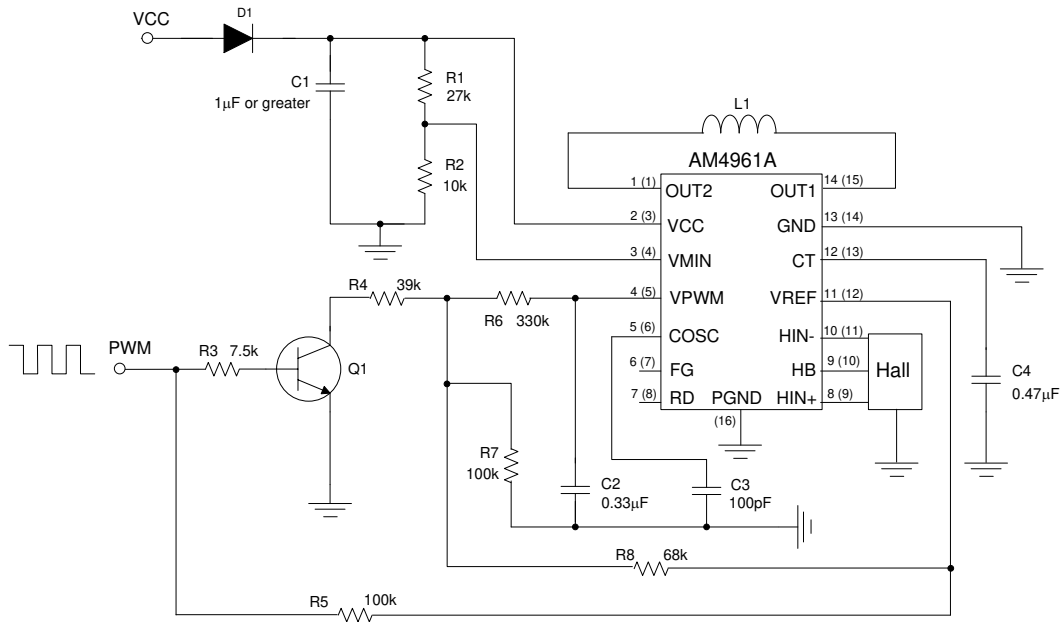 VCC
D1
C1
1μF or greater
R1
27k
R2
10k
L1
AM4961A
1 (1) OUT2
OUT1 14 (15)
2 (3) VCC
GND 13 (14)
3 (4) VMIN
CT 12 (13)
4 (5) VPWM
VREF 11 (12)
5 (6) COSC
HIN- 10 (11)
6 (7) FG
HB 9 (10)
7 (8) RD
HIN+ 8 (9)
PGND
(16)
Hall
C4
0.47μF
R4 39k
R6 330k
PWM
R3 7.5k
Q1
R7
100k
C2
0.33μF
C3
100pF
R8 68k
R5 100k